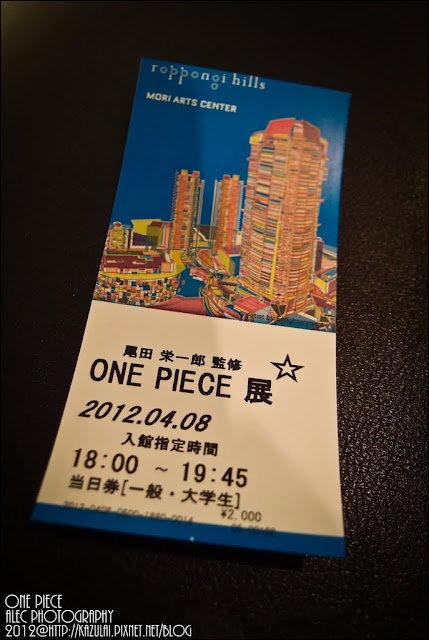 roppongi hills
MORI ARTS CENTER
尾田 栄一郎 監修
ONE PIECE 展 ☆
2012.04.08
入館指定時間
18:00 ~ 19:45
当日券[一般・大学生]
¥2,000
ONE PIECE
ALEC PHOTOGRAPHY
2012@HTTP://KAZULAI.PIXNET.NET/BLOG